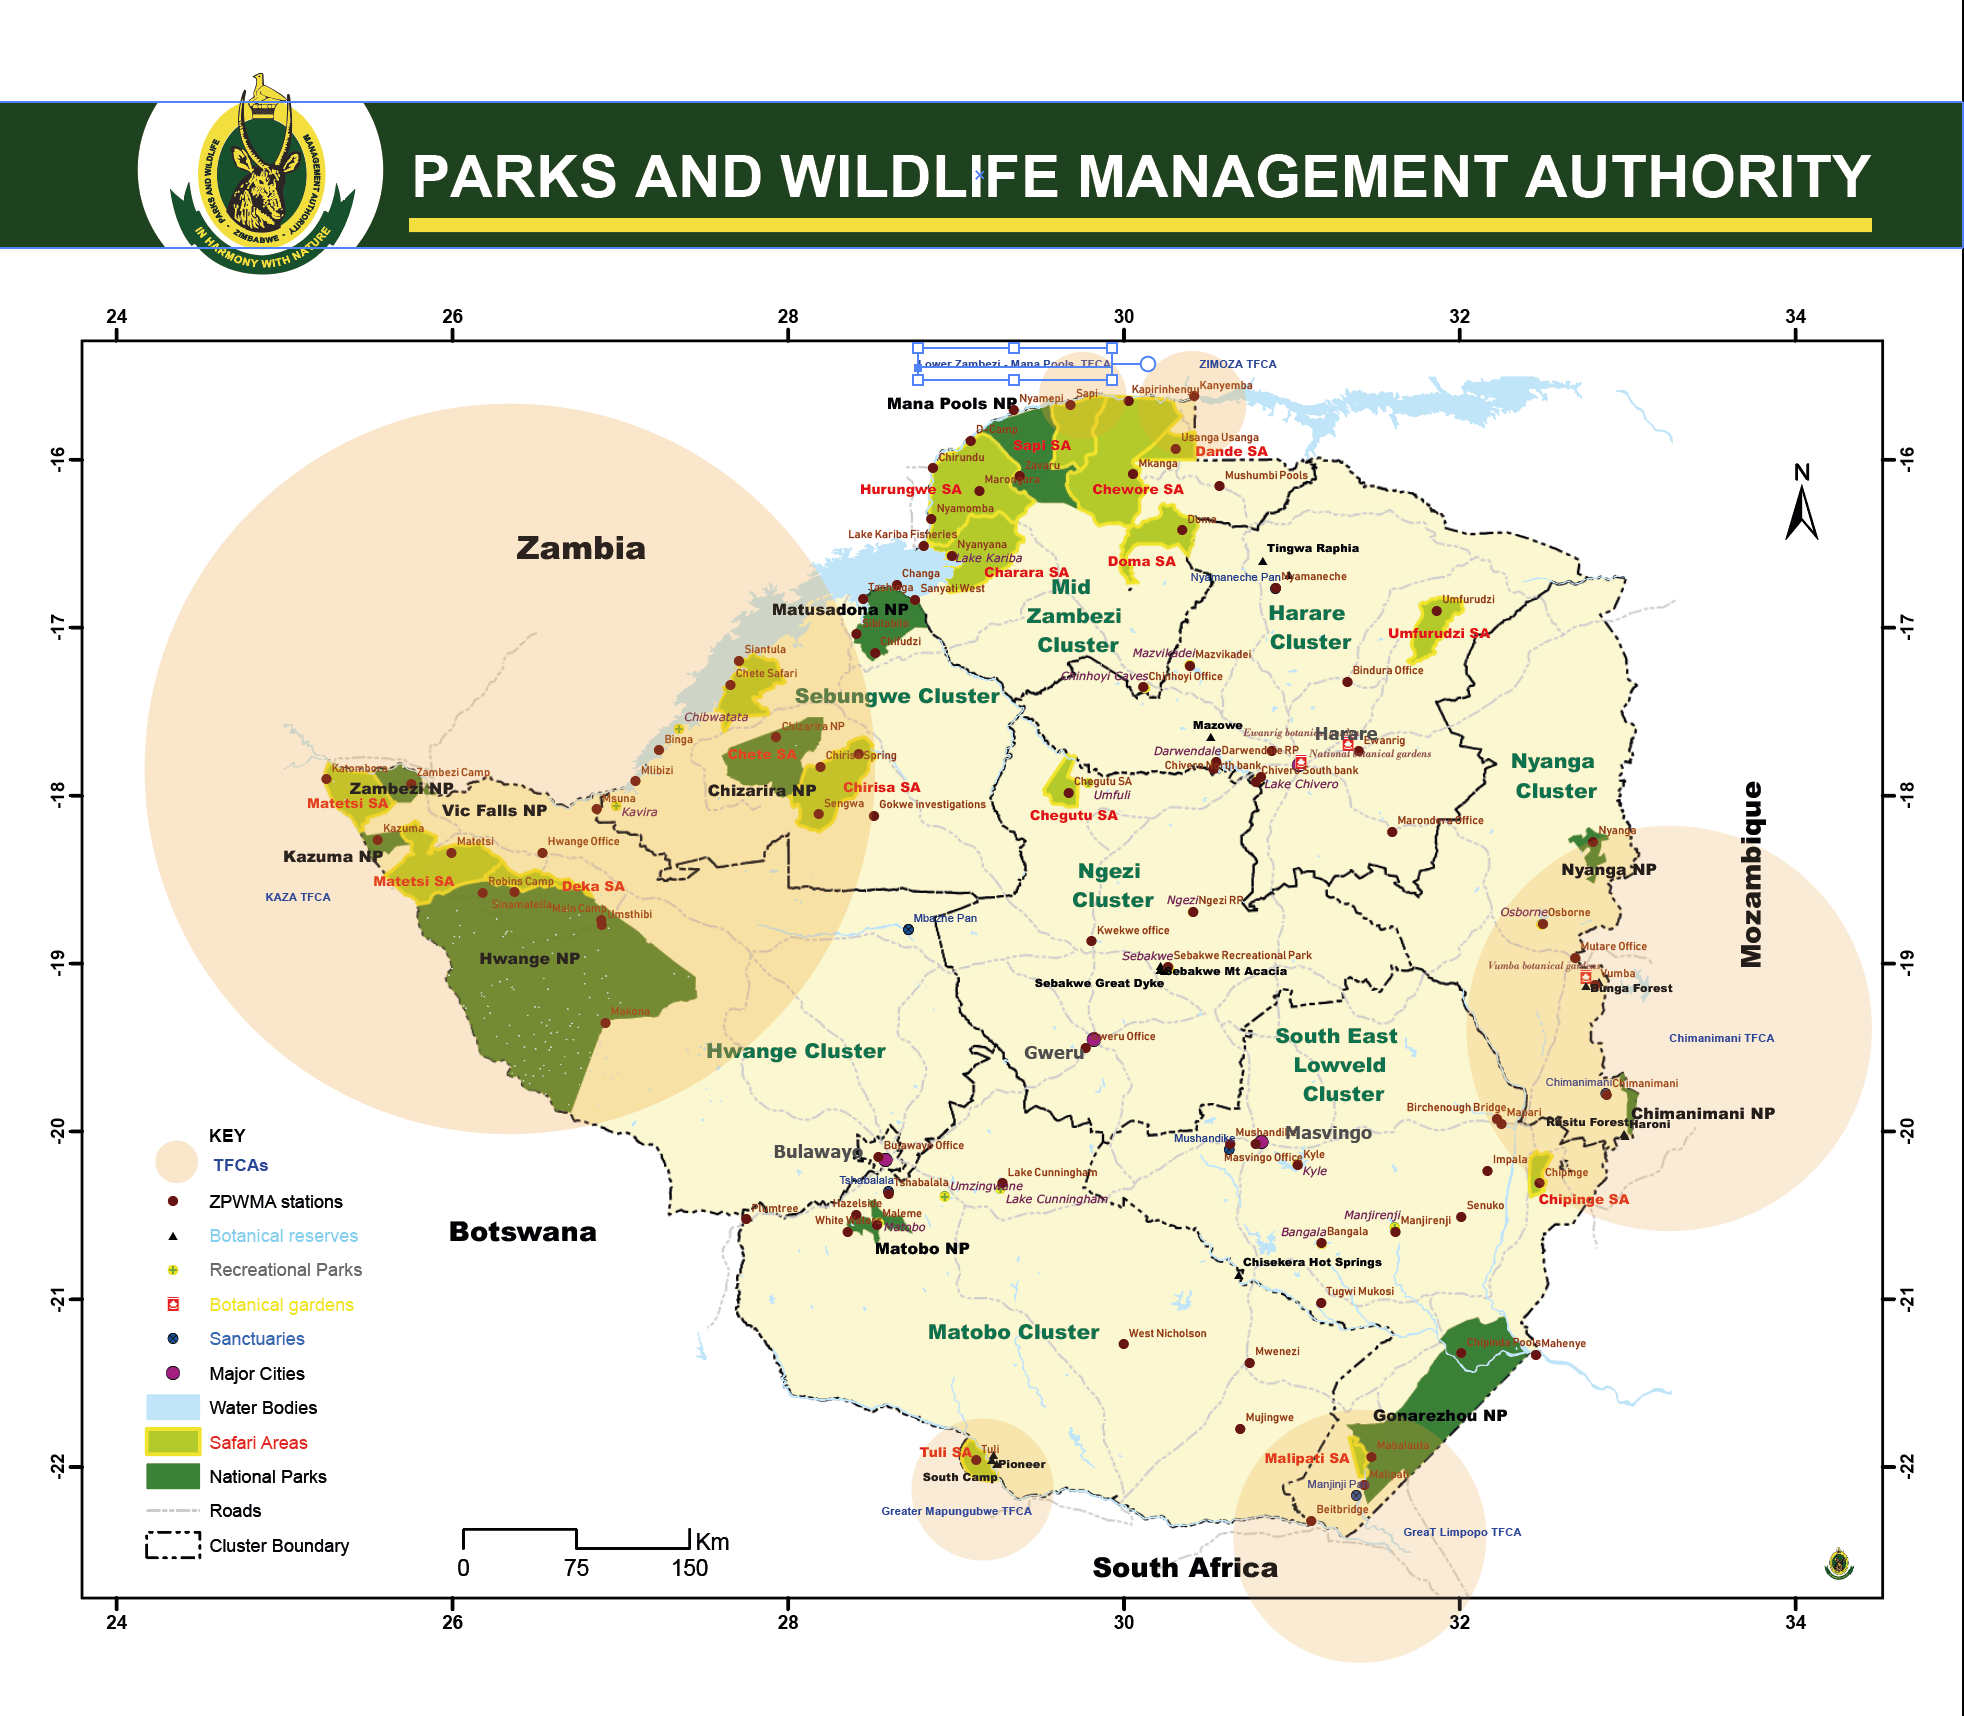 PARKS AND WILDLIFE MANAGEMENT AUTHORITY
PARKS AND WILDLIFE
MANAGEMENT AUTHORITY
- ZIMBABWE -
IN HARMONY WITH NATURE
24 26 28 30 32 34
Lower Zambezi - Mana Pools TFCA
ZIMOZA TFCA
Kanyemba
Kapirinhengu
Sapi
Nyamepi
Mana Pools NP
D-Camp
Sapi SA
Usanga Usanga
Dande SA
-16
-16
Chirundu
Zavaru
Mkanga
Mushumbi Pools
N
Marongora
Hurungwe SA
Chewore SA
Nyamomba
Doma
Lake Kariba Fisheries
Nyanyana
Lake Kariba
Doma SA
Tingwa Raphia
Zambia
Changa
Charara SA
Nyamaneche Pan
Nyamaneche
Tashinga
Sanyati West
Mid
Zambezi
Cluster
Matusadona NP
Harare
Cluster
Umfurudzi
Umfurudzi SA
-17
-17
Sibilobilo
Chifudzi
Siantula
Chete Safari
Mazvikadei
Mazvikadei
Chinhoyi Caves
Chinhoyi Office
Bindura Office
Sebungwe Cluster
Chibwatata
Chizarira NP
Mazowe
Harare
Binga
Chete SA
Darwendale
Darwendale RP
National botanical gardens
Ewanrig
Nyanga
Cluster
Chirisa Spring
Chivero North bank
Chivero South bank
Lake Chivero
Katombora
Zambezi Camp
Mlibizi
Zambezi NP
Chizarira NP
Chirisa SA
Chegutu SA
Umfuli
Matetsi SA
Vic Falls NP
Msuna
Kavira
Sengwa
Gokwe investigations
Chegutu SA
-18
-18
Mozambique
Kazuma
Kazuma NP
Matetsi
Hwange Office
Marondera Office
Nyanga
Nyanga NP
Matetsi SA
Robins Camp
Deka SA
Ngezi
Cluster
KAZA TFCA
Sinamatella
Main Camp
Umsthibi
Ngezi
Ngezi RP
Mbazhe Pan
Osborne
Osborne
Kwekwe office
Hwange NP
Sebakwe
Sebakwe Recreational Park
Sebakwe Mt Acacia
Sebakwe Great Dyke
Mutare Office
Vumba botanical gardens
Vumba
Bunga Forest
-19
-19
Makona
Hwange Cluster
Gweru
Gweru Office
South East
Lowveld
Cluster
Chimanimani TFCA
Chimanimani
Chimanimani
Chimanimani NP
Birchenough Bridge
Mapari
Rusitu Forest
Haroni
20
20
Bulawayo
Bulawayo Office
Mushandike
Mushandike
Masvingo
Masvingo Office
Kyle
Kyle
Impala
Chipinge
Chipinge SA
Tshabalala
Tshabalala
Umzingwane
Lake Cunningham
Lake Cunningham
Plumtree
Hazelside
White Waters
Maleme
Matobo
Matobo NP
Senuko
Manjirenji
Manjirenji
Bangala
Bangala
Botswana
Chisekera Hot Springs
-21
-21
Tugwi Mukosi
Matobo Cluster
West Nicholson
Mwenezi
Chipinda Pools
Mahenye
Mujingwe
Gonarezhou NP
Tuli SA
Tuli
Pioneer
South Camp
Malipati SA
Mabalauta
Malipati
Manjinji Pan
-22
-22
Greater Mapungubwe TFCA
Beitbridge
GreaT Limpopo TFCA
South Africa
KEY
TFCAs
ZPWMA stations
Botanical reserves
Recreational Parks
Botanical gardens
Sanctuaries
Major Cities
Water Bodies
Safari Areas
National Parks
Roads
Cluster Boundary
Km
0 75 150
24 26 28 30 32 34